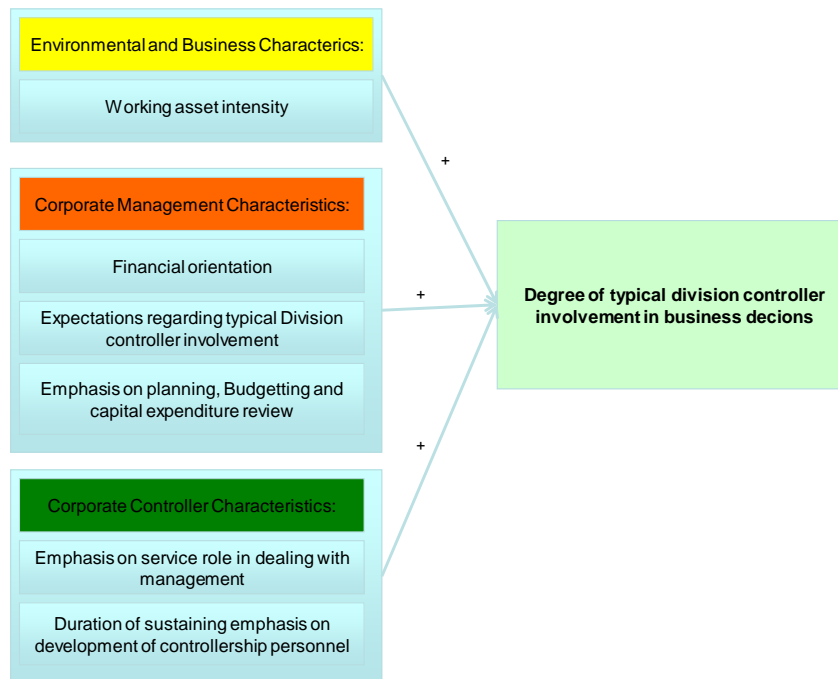 Environmental and Business Characterics:
Working asset intensity
+
Corporate Management Characteristics:
Financial orientation
Expectations regarding typical Division
controller involvement
Emphasis on planning, Budgetting and
capital expenditure review
+
Degree of typical division controller
involvement in business decions
+
Corporate Controller Characteristics:
Emphasis on service role in dealing with
management
Duration of sustaining emphasis on
development of controllership personnel